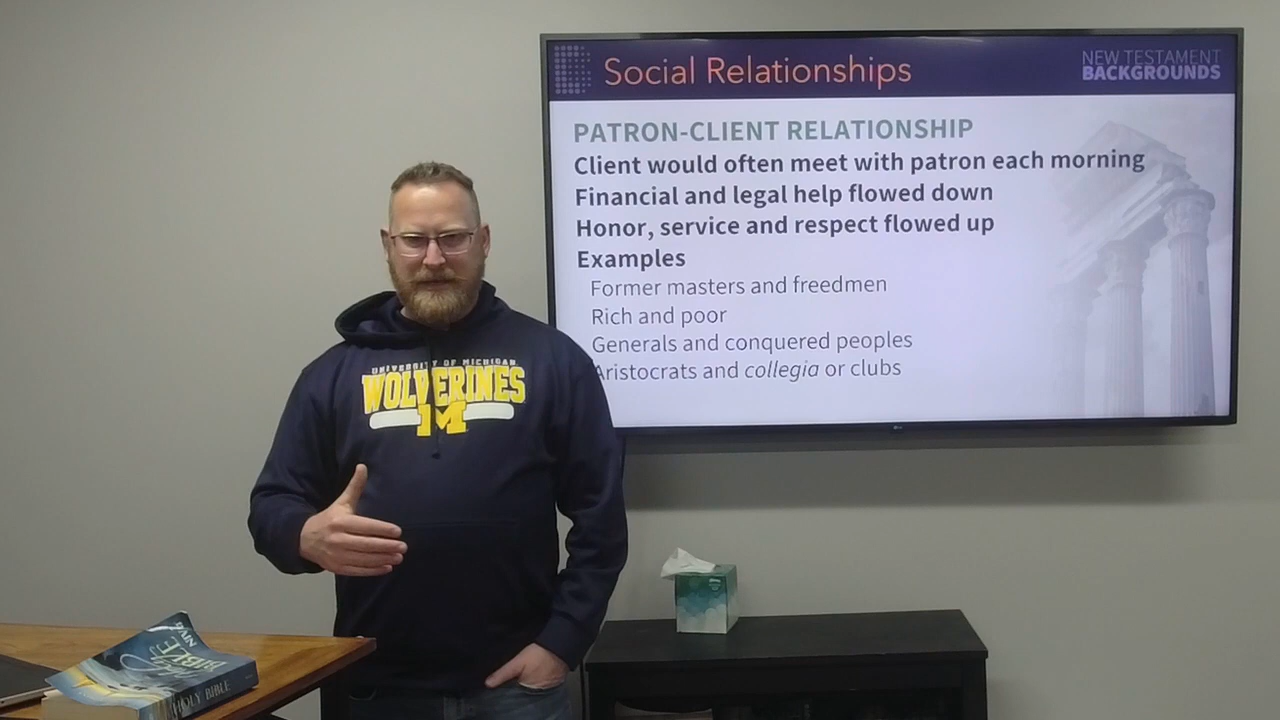 Social Relationships
NEW TESTAMENT
BACKGROUNDS
PATRON-CLIENT RELATIONSHIP
Client would often meet with patron each morning
Financial and legal help flowed down
Honor, service and respect flowed up
Examples
Former masters and freedmen
Rich and poor
Generals and conquered peoples
Aristocrats and collegia or clubs
UNIVERSITY OF MICHIGAN
WOLVERINES
M
LG
BIBLE
NIV
HOLY BIBLE